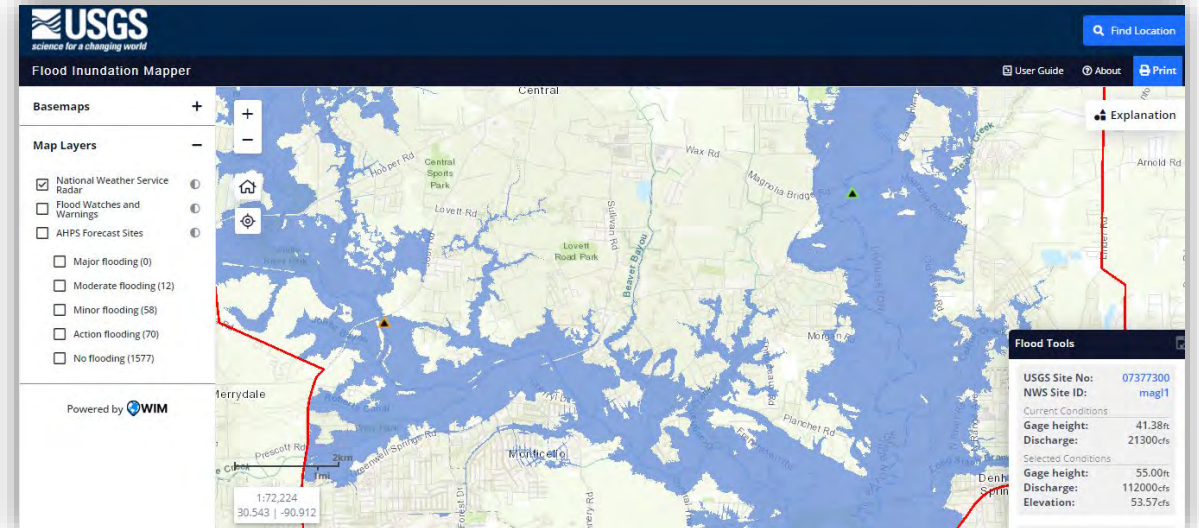 USGS
science for a changing world
Find Location
Flood Inundation Mapper
User Guide
About
Print
Basemaps
+
Map Layers
−
National Weather Service
Radar
Flood Watches and
Warnings
AHPS Forecast Sites
Major flooding (0)
Moderate flooding (12)
Minor flooding (58)
Action flooding (70)
No flooding (1577)
Powered by WIM
+
−
Explanation
Central
Hooper Rd
Central
Sports
Park
Lovett Rd
Sullivan Rd
Wax Rd
Magnolia Bridge Rd
Arnold Rd
Lovett
Road Park
Beaver Bayou
Merrydale
Prescott Rd
Greenwell Springs Rd
Monticello
Planchet Rd
2km
1mi
1:72,224
30.543 | -90.912
Denh
Sprin
Flood Tools
USGS Site No: 07377300
NWS Site ID: magl1
Current Conditions
Gage height: 41.38ft
Discharge: 21300cfs
Selected Conditions
Gage height: 55.00ft
Discharge: 112000cfs
Elevation: 53.57cfs